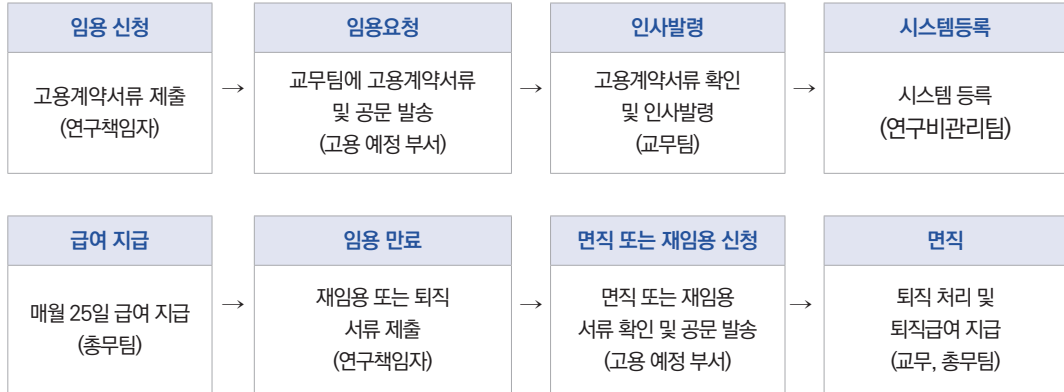 임용 신청
고용계약서류 제출
(연구책임자)
→
임용요청
교무팀에 고용계약서류
및 공문 발송
(고용 예정 부서)
→
인사발령
고용계약서류 확인
및 인사발령
(교무팀)
→
시스템등록
시스템 등록
(연구비관리팀)
급여 지급
매월 25일 급여 지급
(총무팀)
→
임용 만료
재임용 또는 퇴직
서류 제출
(연구책임자)
→
면직 또는 재임용 신청
면직 또는 재임용
서류 확인 및 공문 발송
(고용 예정 부서)
→
면직
퇴직 처리 및
퇴직급여 지급
(교무, 총무팀)